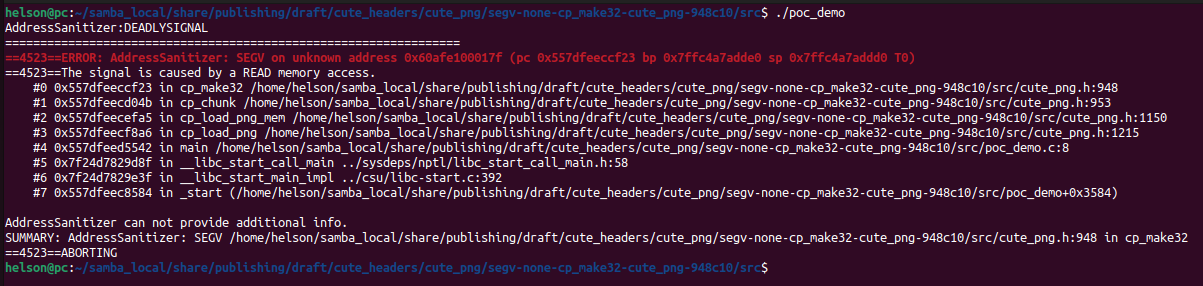 helson@pc:~/samba_local/share/publishing/draft/cute_headers/cute_png/segv-none-cp_make32-cute_png-948c10/src$ ./poc_demo
AddressSanitizer:DEADLYSIGNAL
=================================================================
==4523==ERROR: AddressSanitizer: SEGV on unknown address 0x60afe100017f (pc 0x557dfeeccf23 bp 0x7ffc4a7adde0 sp 0x7ffc4a7addd0 T0)
==4523==The signal is caused by a READ memory access.
    #0 0x557dfeeccf23 in cp_make32 /home/helson/samba_local/share/publishing/draft/cute_headers/cute_png/segv-none-cp_make32-cute_png-948c10/src/cute_png.h:948
    #1 0x557dfeecd04b in cp_chunk /home/helson/samba_local/share/publishing/draft/cute_headers/cute_png/segv-none-cp_make32-cute_png-948c10/src/cute_png.h:953
    #2 0x557dfeecefa5 in cp_load_png_mem /home/helson/samba_local/share/publishing/draft/cute_headers/cute_png/segv-none-cp_make32-cute_png-948c10/src/cute_png.h:1150
    #3 0x557dfeecf8a6 in cp_load_png /home/helson/samba_local/share/publishing/draft/cute_headers/cute_png/segv-none-cp_make32-cute_png-948c10/src/cute_png.h:1215
    #4 0x557dfeed5542 in main /home/helson/samba_local/share/publishing/draft/cute_headers/cute_png/segv-none-cp_make32-cute_png-948c10/src/poc_demo.c:8
    #5 0x7f24d7829d8f in __libc_start_call_main ../sysdeps/nptl/libc_start_call_main.h:58
    #6 0x7f24d7829e3f in __libc_start_main_impl ../csu/libc-start.c:392
    #7 0x557dfeec8584 in _start (/home/helson/samba_local/share/publishing/draft/cute_headers/cute_png/segv-none-cp_make32-cute_png-948c10/src/poc_demo+0x3584)

AddressSanitizer can not provide additional info.
SUMMARY: AddressSanitizer: SEGV /home/helson/samba_local/share/publishing/draft/cute_headers/cute_png/segv-none-cp_make32-cute_png-948c10/src/cute_png.h:948 in cp_make32
==4523==ABORTING
helson@pc:~/samba_local/share/publishing/draft/cute_headers/cute_png/segv-none-cp_make32-cute_png-948c10/src$